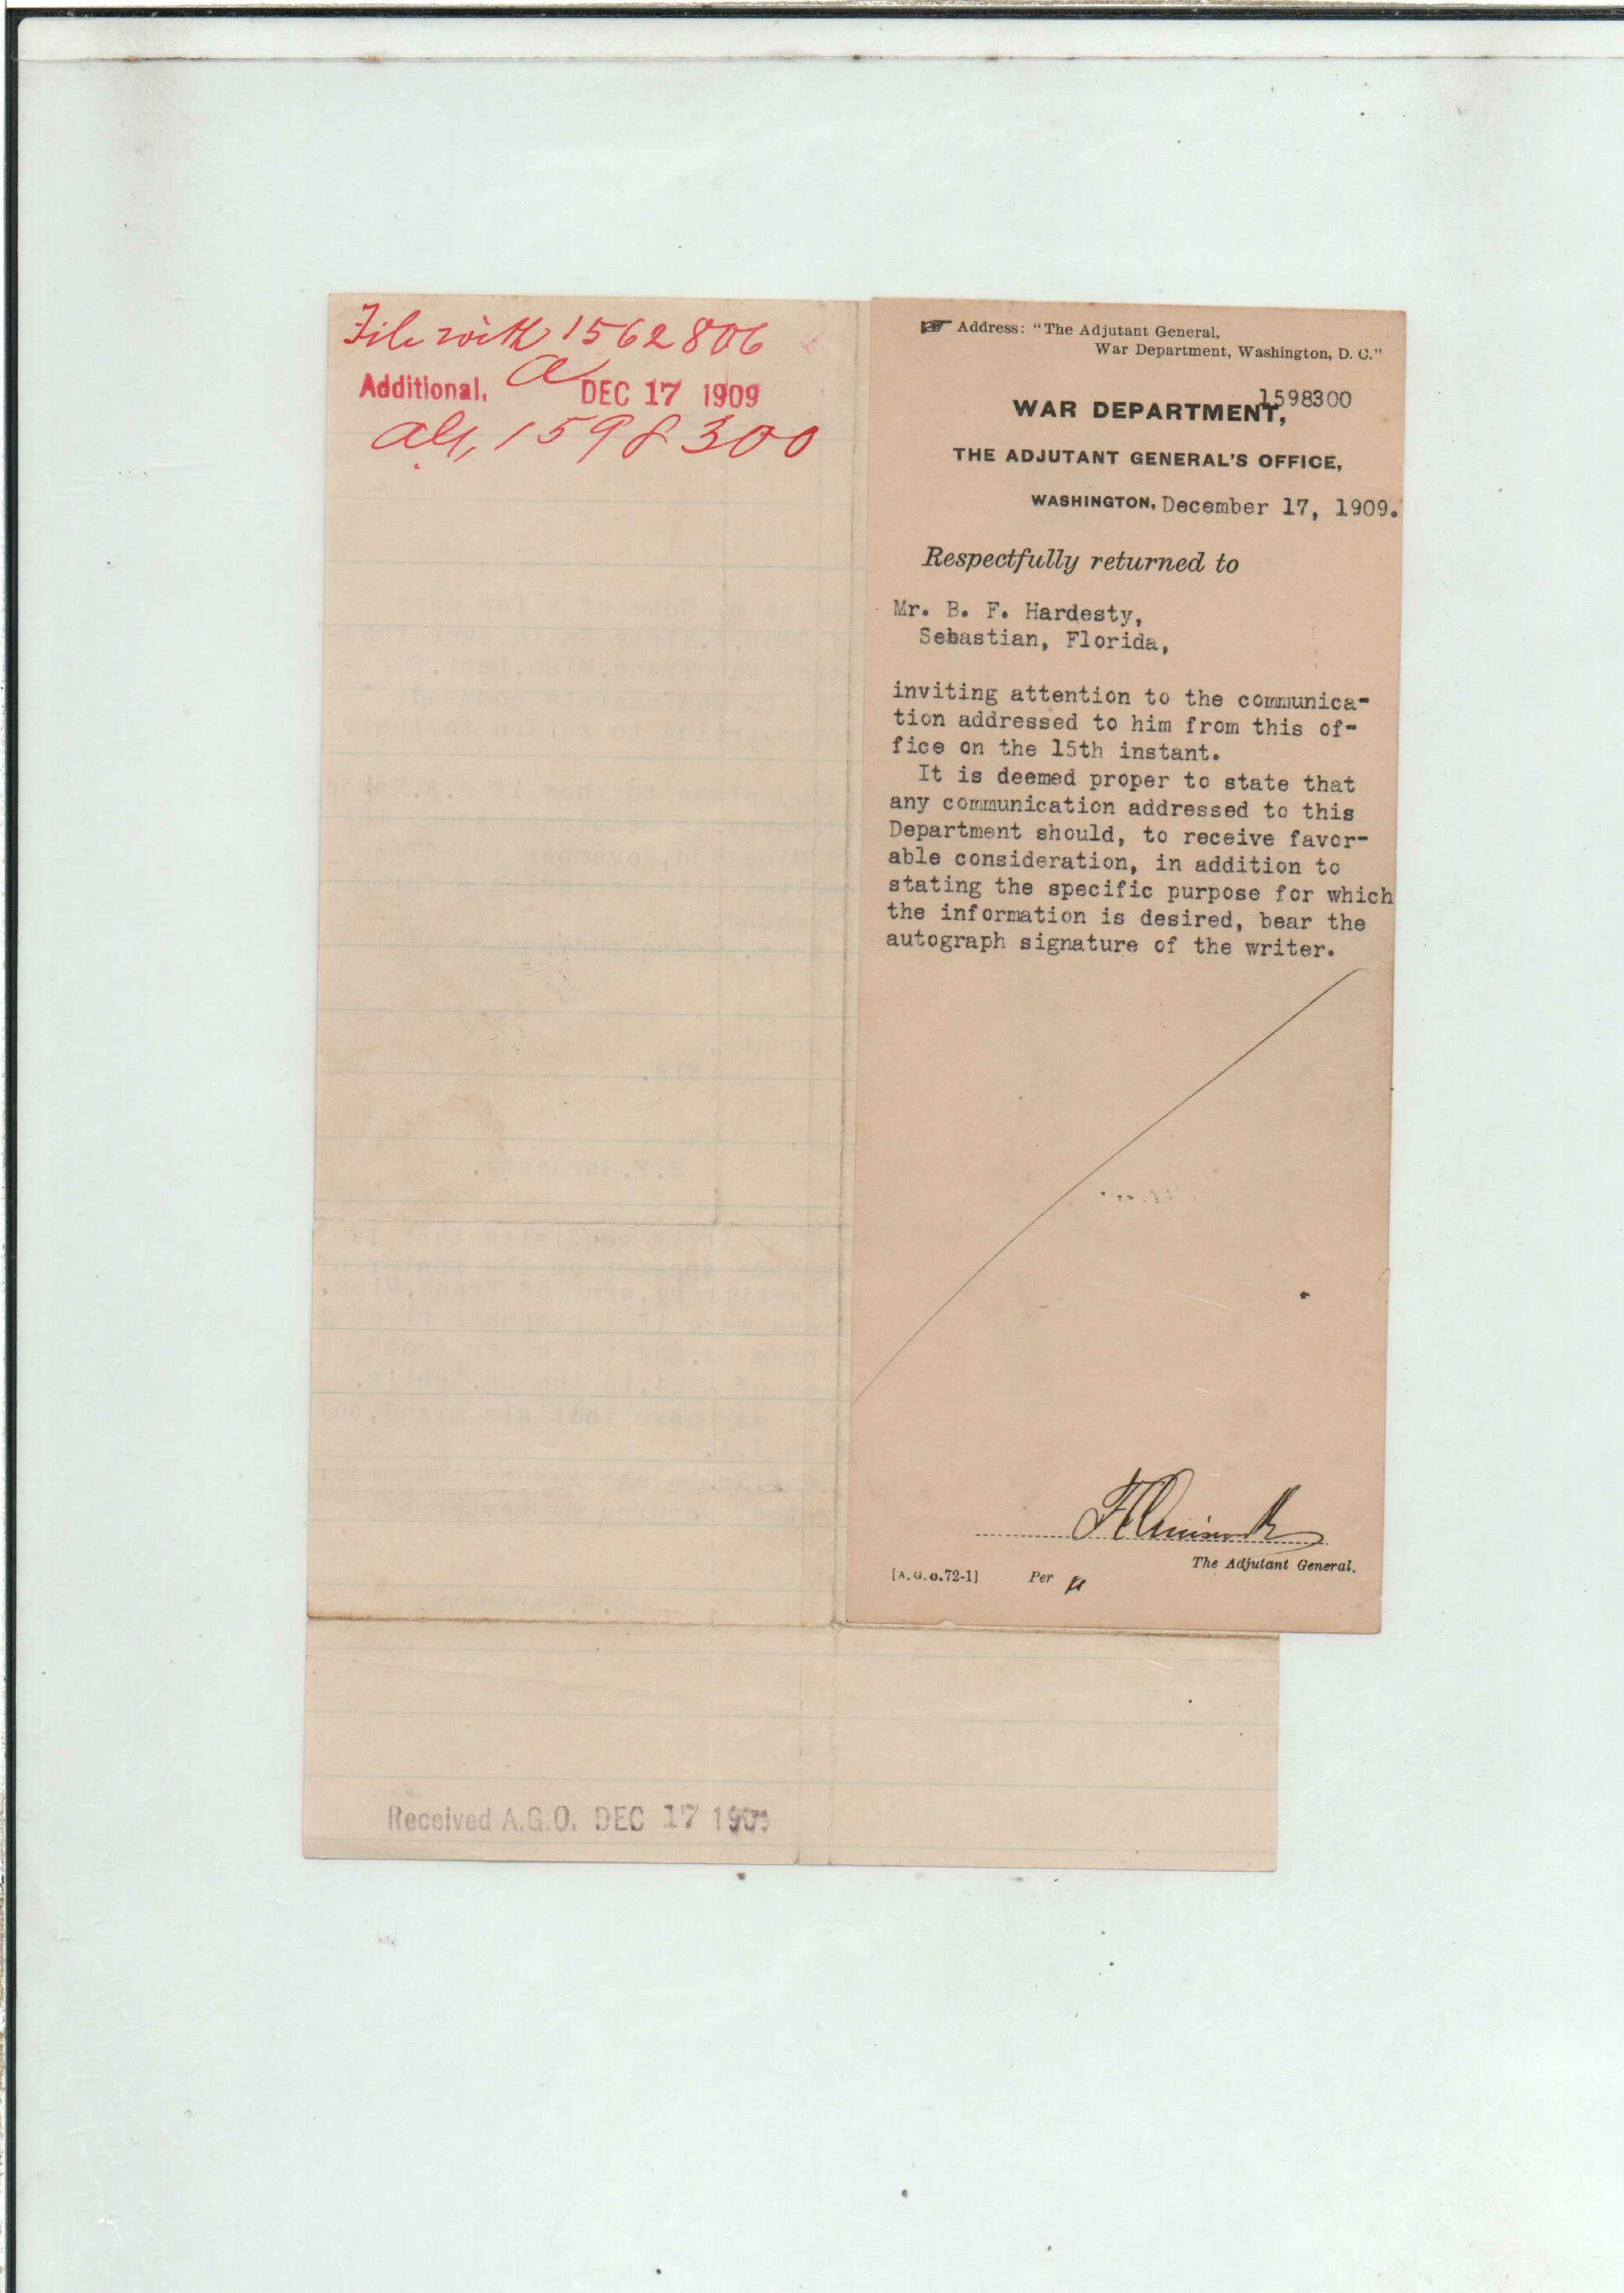 File with 1562806
Additional. a DEC 17 1909
1598300
☞ Address: "The Adjutant General,
War Department, Washington, D. C."
1598300
WAR DEPARTMENT,
THE ADJUTANT GENERAL'S OFFICE,
WASHINGTON, December 17, 1909.
Respectfully returned to
Mr. B. F. Hardesty,
Sebastian, Florida,
inviting attention to the communica-
tion addressed to him from this of-
fice on the 15th instant.
It is deemed proper to state that
any communication addressed to this
Department should, to receive favor-
able consideration, in addition to
stating the specific purpose for which
the information is desired, bear the
autograph signature of the writer.
The Adjutant General.
[A. G. O. 72-1] Per
Received A.G.O. DEC 17 1909